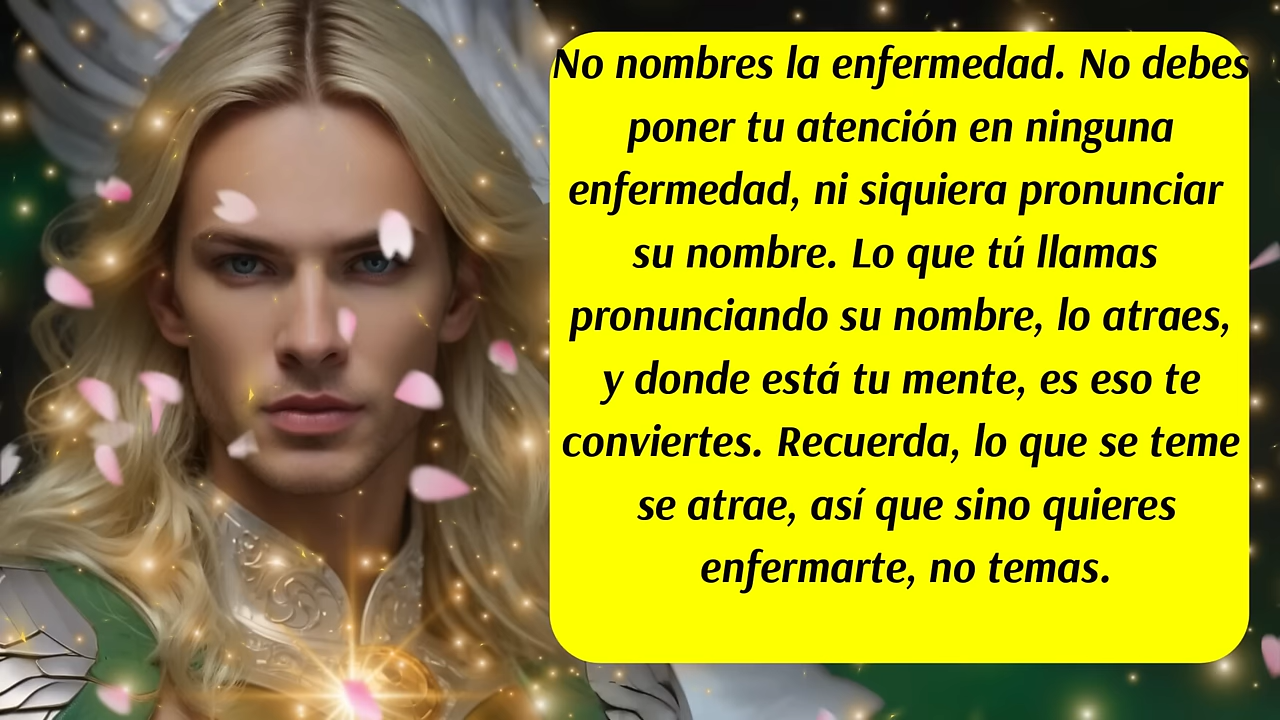 No nombres la enfermedad. No debes
poner tu atención en ninguna
enfermedad, ni siquiera pronunciar
su nombre. Lo que tú llamas
pronunciando su nombre, lo atraes,
y donde está tu mente, es eso te
conviertes. Recuerda, lo que se teme
se atrae, así que sino quieres
enfermarte, no temas.